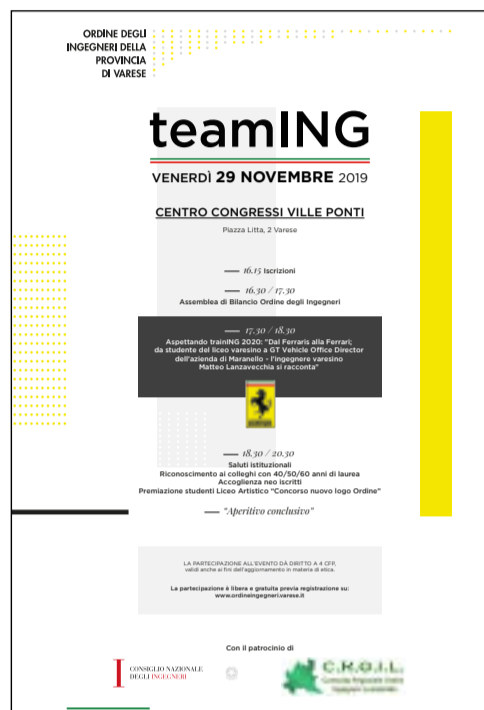 ORDINE DEGLI
INGEGNERI DELLA
PROVINCIA
DI VARESE
teamING
VENERDÌ 29 NOVEMBRE 2019
CENTRO CONGRESSI VILLE PONTI
Piazza Litta, 2 Varese
16.15 Iscrizioni
16.30 / 17.30
Assemblea di Bilancio Ordine degli Ingegneri
17.30 / 18.30
Aspettando trainING 2020: "Dal Ferraris alla Ferrari;
da studente del liceo varesino a GT Vehicle Office Director
dell'azienda di Maranello - l'ingegnere varesino
Matteo Lanzavecchia si racconta"
18.30 / 20.30
Saluti istituzionali
Riconoscimento ai colleghi con 40/50/60 anni di laurea
Accoglienza neo iscritti
Premiazione studenti Liceo Artistico "Concorso nuovo logo Ordine"
"Aperitivo conclusivo"
LA PARTECIPAZIONE ALL'EVENTO DÀ DIRITTO A 4 CFP,
validi anche ai fini dell'aggiornamento in materia di etica.
La partecipazione è libera e gratuita previa registrazione su:
www.ordineingegneri.varese.it
Con il patrocinio di
CONSIGLIO NAZIONALE
DEGLI INGEGNERI
C.R.O.I.L.